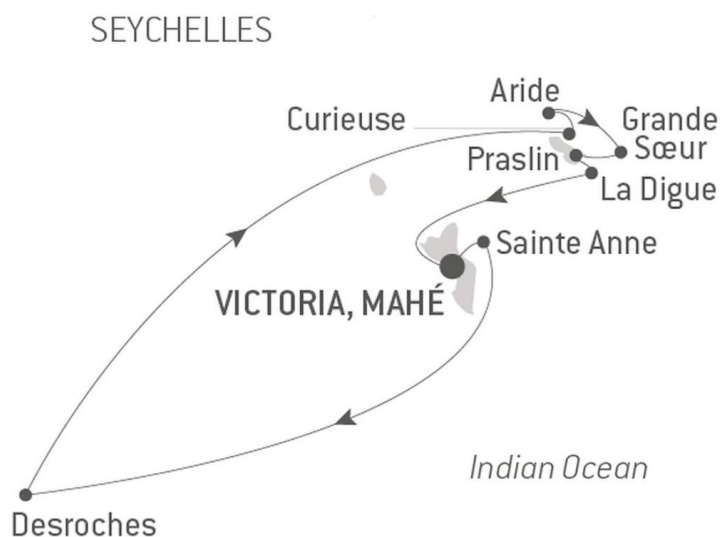 SEYCHELLES
Aride
Curieuse
Grande
Sœur
Praslin
La Digue
Sainte Anne
VICTORIA, MAHÉ
Indian Ocean
Desroches